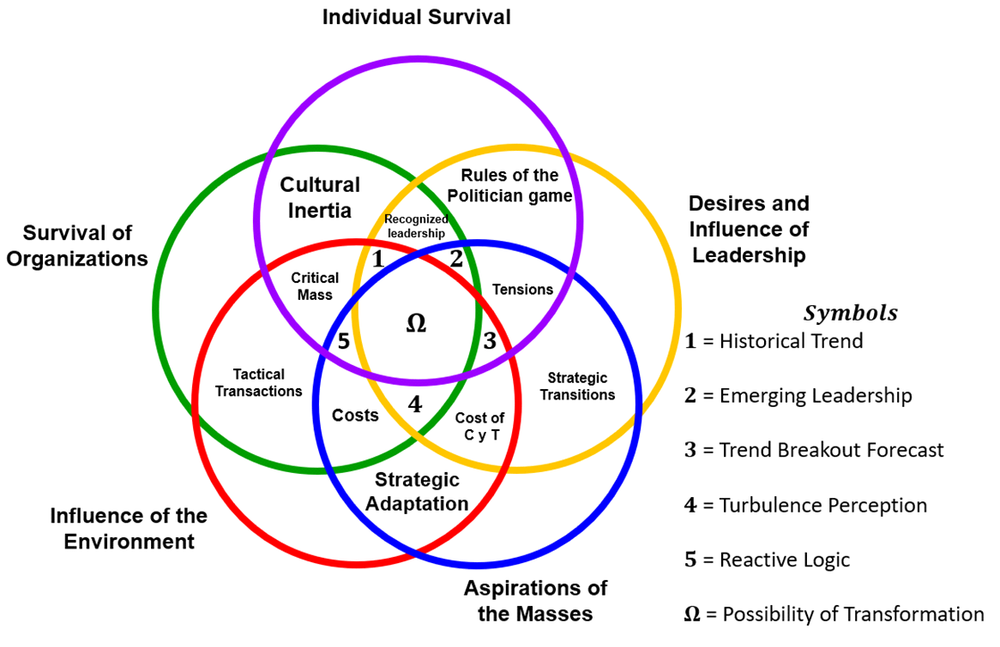 Individual Survival
Cultural
Inertia
Rules of the
Politician game
Recognized
leadership
Survival of
Organizations
Desires and
Influence of
Leadership
1
2
Critical
Mass
Tensions
Ω
5
3
Tactical
Transactions
Strategic
Transitions
4
Costs
Cost of
C y T
Strategic
Adaptation
Influence of the
Environment
Aspirations of
the Masses
Symbols
1 = Historical Trend
2 = Emerging Leadership
3 = Trend Breakout Forecast
4 = Turbulence Perception
5 = Reactive Logic
Ω = Possibility of Transformation